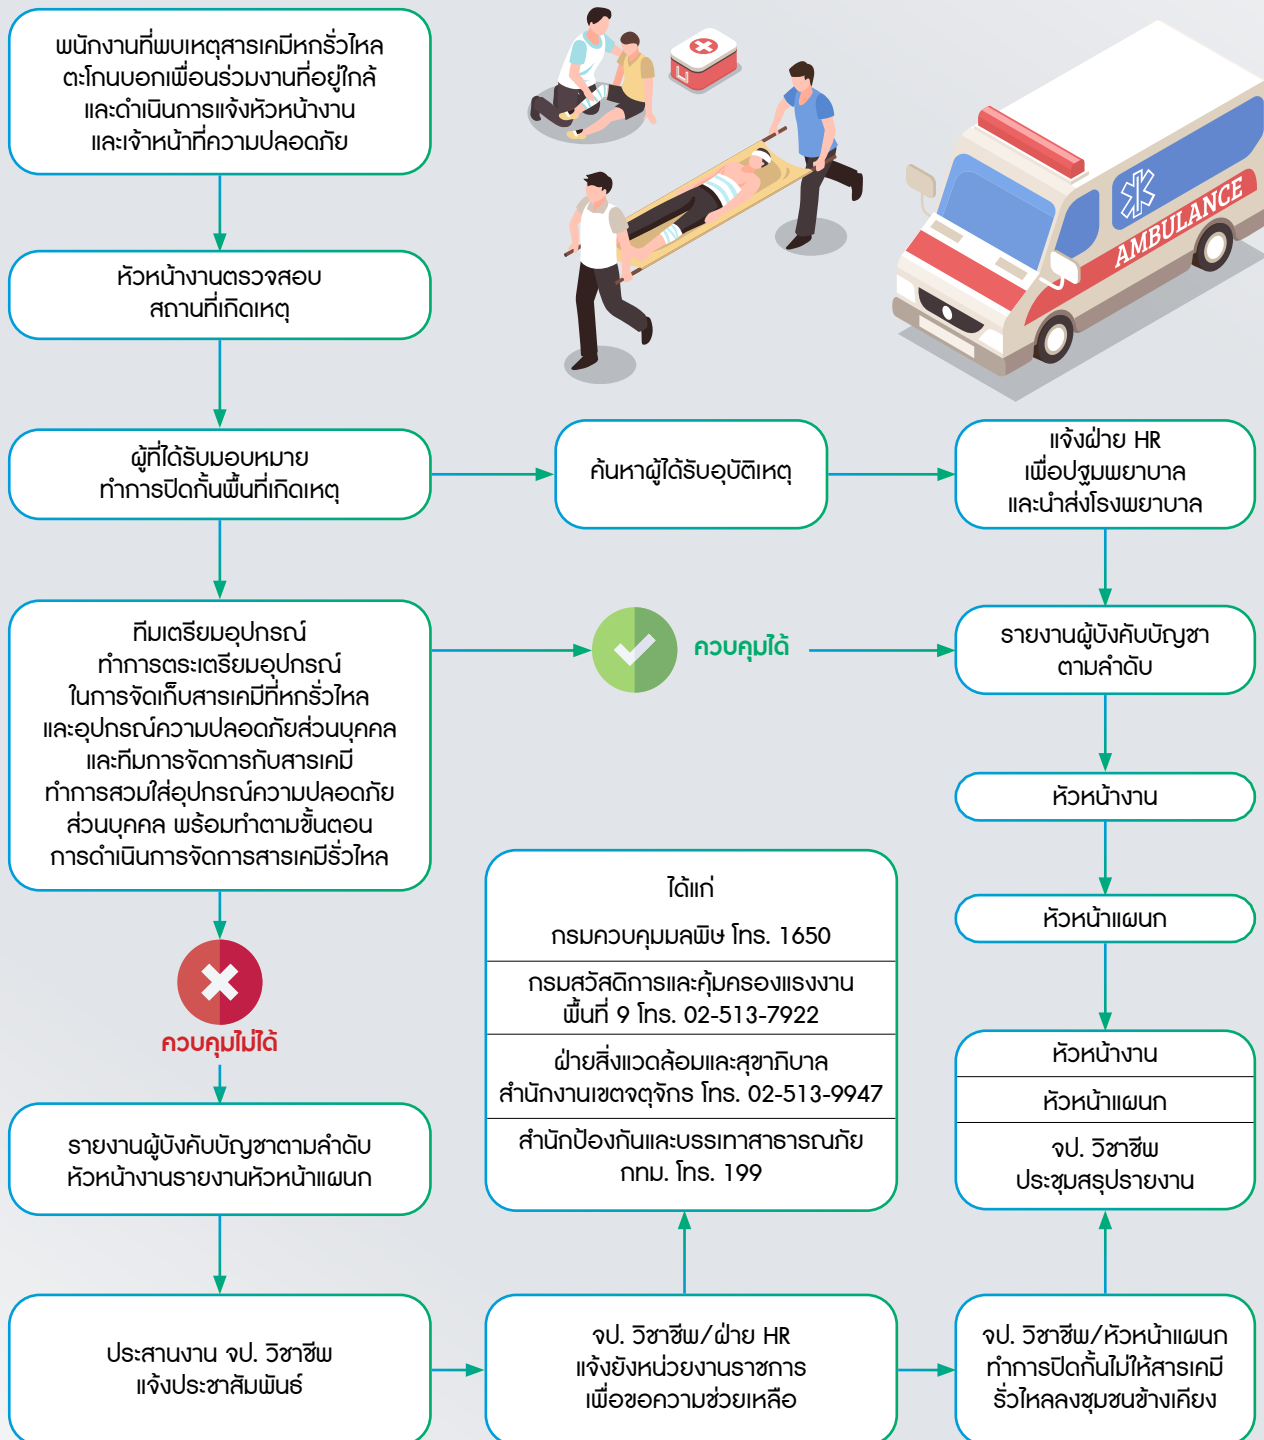 พนักงานที่พบเหตุสารเคมีหกรั่วไหล
ตะโกนบอกเพื่อนร่วมงานที่อยู่ใกล้
และดำเนินการแจ้งหัวหน้างาน
และเจ้าหน้าที่ความปลอดภัย
AMBULANCE
หัวหน้างานตรวจสอบ
สถานที่เกิดเหตุ
ผู้ที่ได้รับมอบหมาย
ทำการปิดกั้นพื้นที่เกิดเหตุ
ค้นหาผู้ได้รับอุบัติเหตุ
แจ้งฝ่าย HR
เพื่อปฐมพยาบาล
และนำส่งโรงพยาบาล
ทีมเตรียมอุปกรณ์
ทำการตระเตรียมอุปกรณ์
ในการจัดเก็บสารเคมีที่หกรั่วไหล
และอุปกรณ์ความปลอดภัยส่วนบุคคล
และทีมการจัดการกับสารเคมี
ทำการสวมใส่อุปกรณ์ความปลอดภัย
ส่วนบุคคล พร้อมทำตามขั้นตอน
การดำเนินการจัดการสารเคมีรั่วไหล
ควบคุมได้
รายงานผู้บังคับบัญชา
ตามลำดับ
หัวหน้างาน
หัวหน้าแผนก
ควบคุมไม่ได้
ได้แก่
กรมควบคุมมลพิษ โทร. 1650
กรมสวัสดิการและคุ้มครองแรงงาน
พื้นที่ 9 โทร. 02-513-7922
ฝ่ายสิ่งแวดล้อมและสุขาภิบาล
สำนักงานเขตจตุจักร โทร. 02-513-9947
สำนักป้องกันและบรรเทาสาธารณภัย
กทม. โทร. 199
หัวหน้างาน
หัวหน้าแผนก
จป. วิชาชีพ
ประชุมสรุปรายงาน
รายงานผู้บังคับบัญชาตามลำดับ
หัวหน้างานรายงานหัวหน้าแผนก
ประสานงาน จป. วิชาชีพ
แจ้งประชาสัมพันธ์
จป. วิชาชีพ/ฝ่าย HR
แจ้งยังหน่วยงานราชการ
เพื่อขอความช่วยเหลือ
จป. วิชาชีพ/หัวหน้าแผนก
ทำการปิดกั้นไม่ให้สารเคมี
รั่วไหลลงชุมชนข้างเคียง